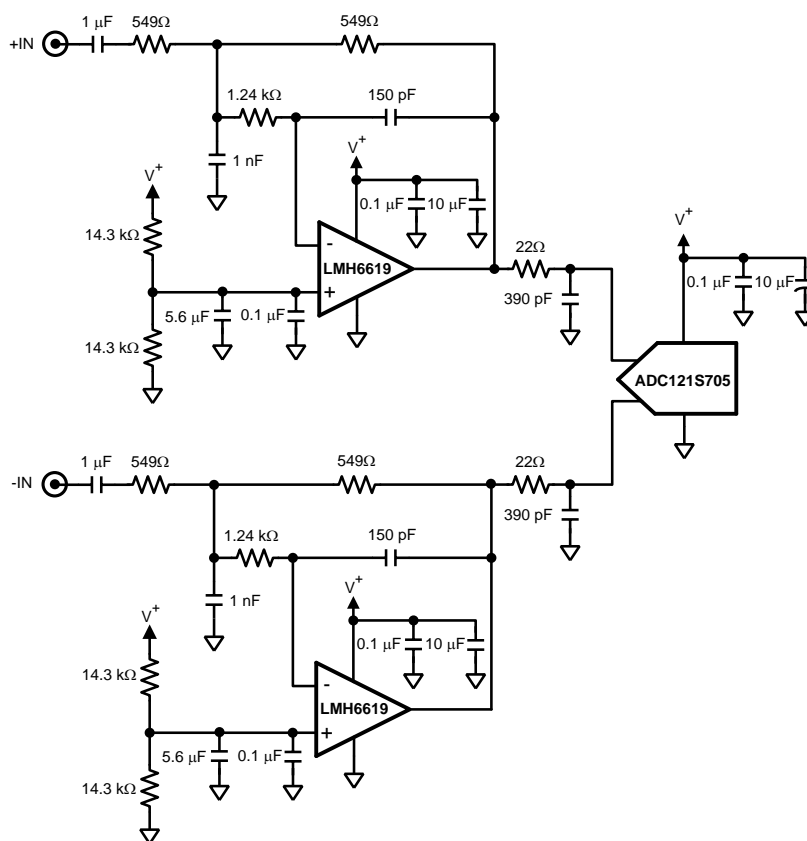 1 μF
549Ω
549Ω
+IN
1.24 kΩ
150 pF
1 nF
V+
V+
0.1 μF
10 μF
14.3 kΩ
V+
-
LMH6619
22Ω
0.1 μF
10 μF
+
5.6 μF
0.1 μF
390 pF
14.3 kΩ
ADC121S705
1 μF
549Ω
549Ω
22Ω
-IN
390 pF
1.24 kΩ
150 pF
1 nF
V+
V+
0.1 μF
10 μF
14.3 kΩ
-
LMH6619
+
5.6 μF
0.1 μF
14.3 kΩ